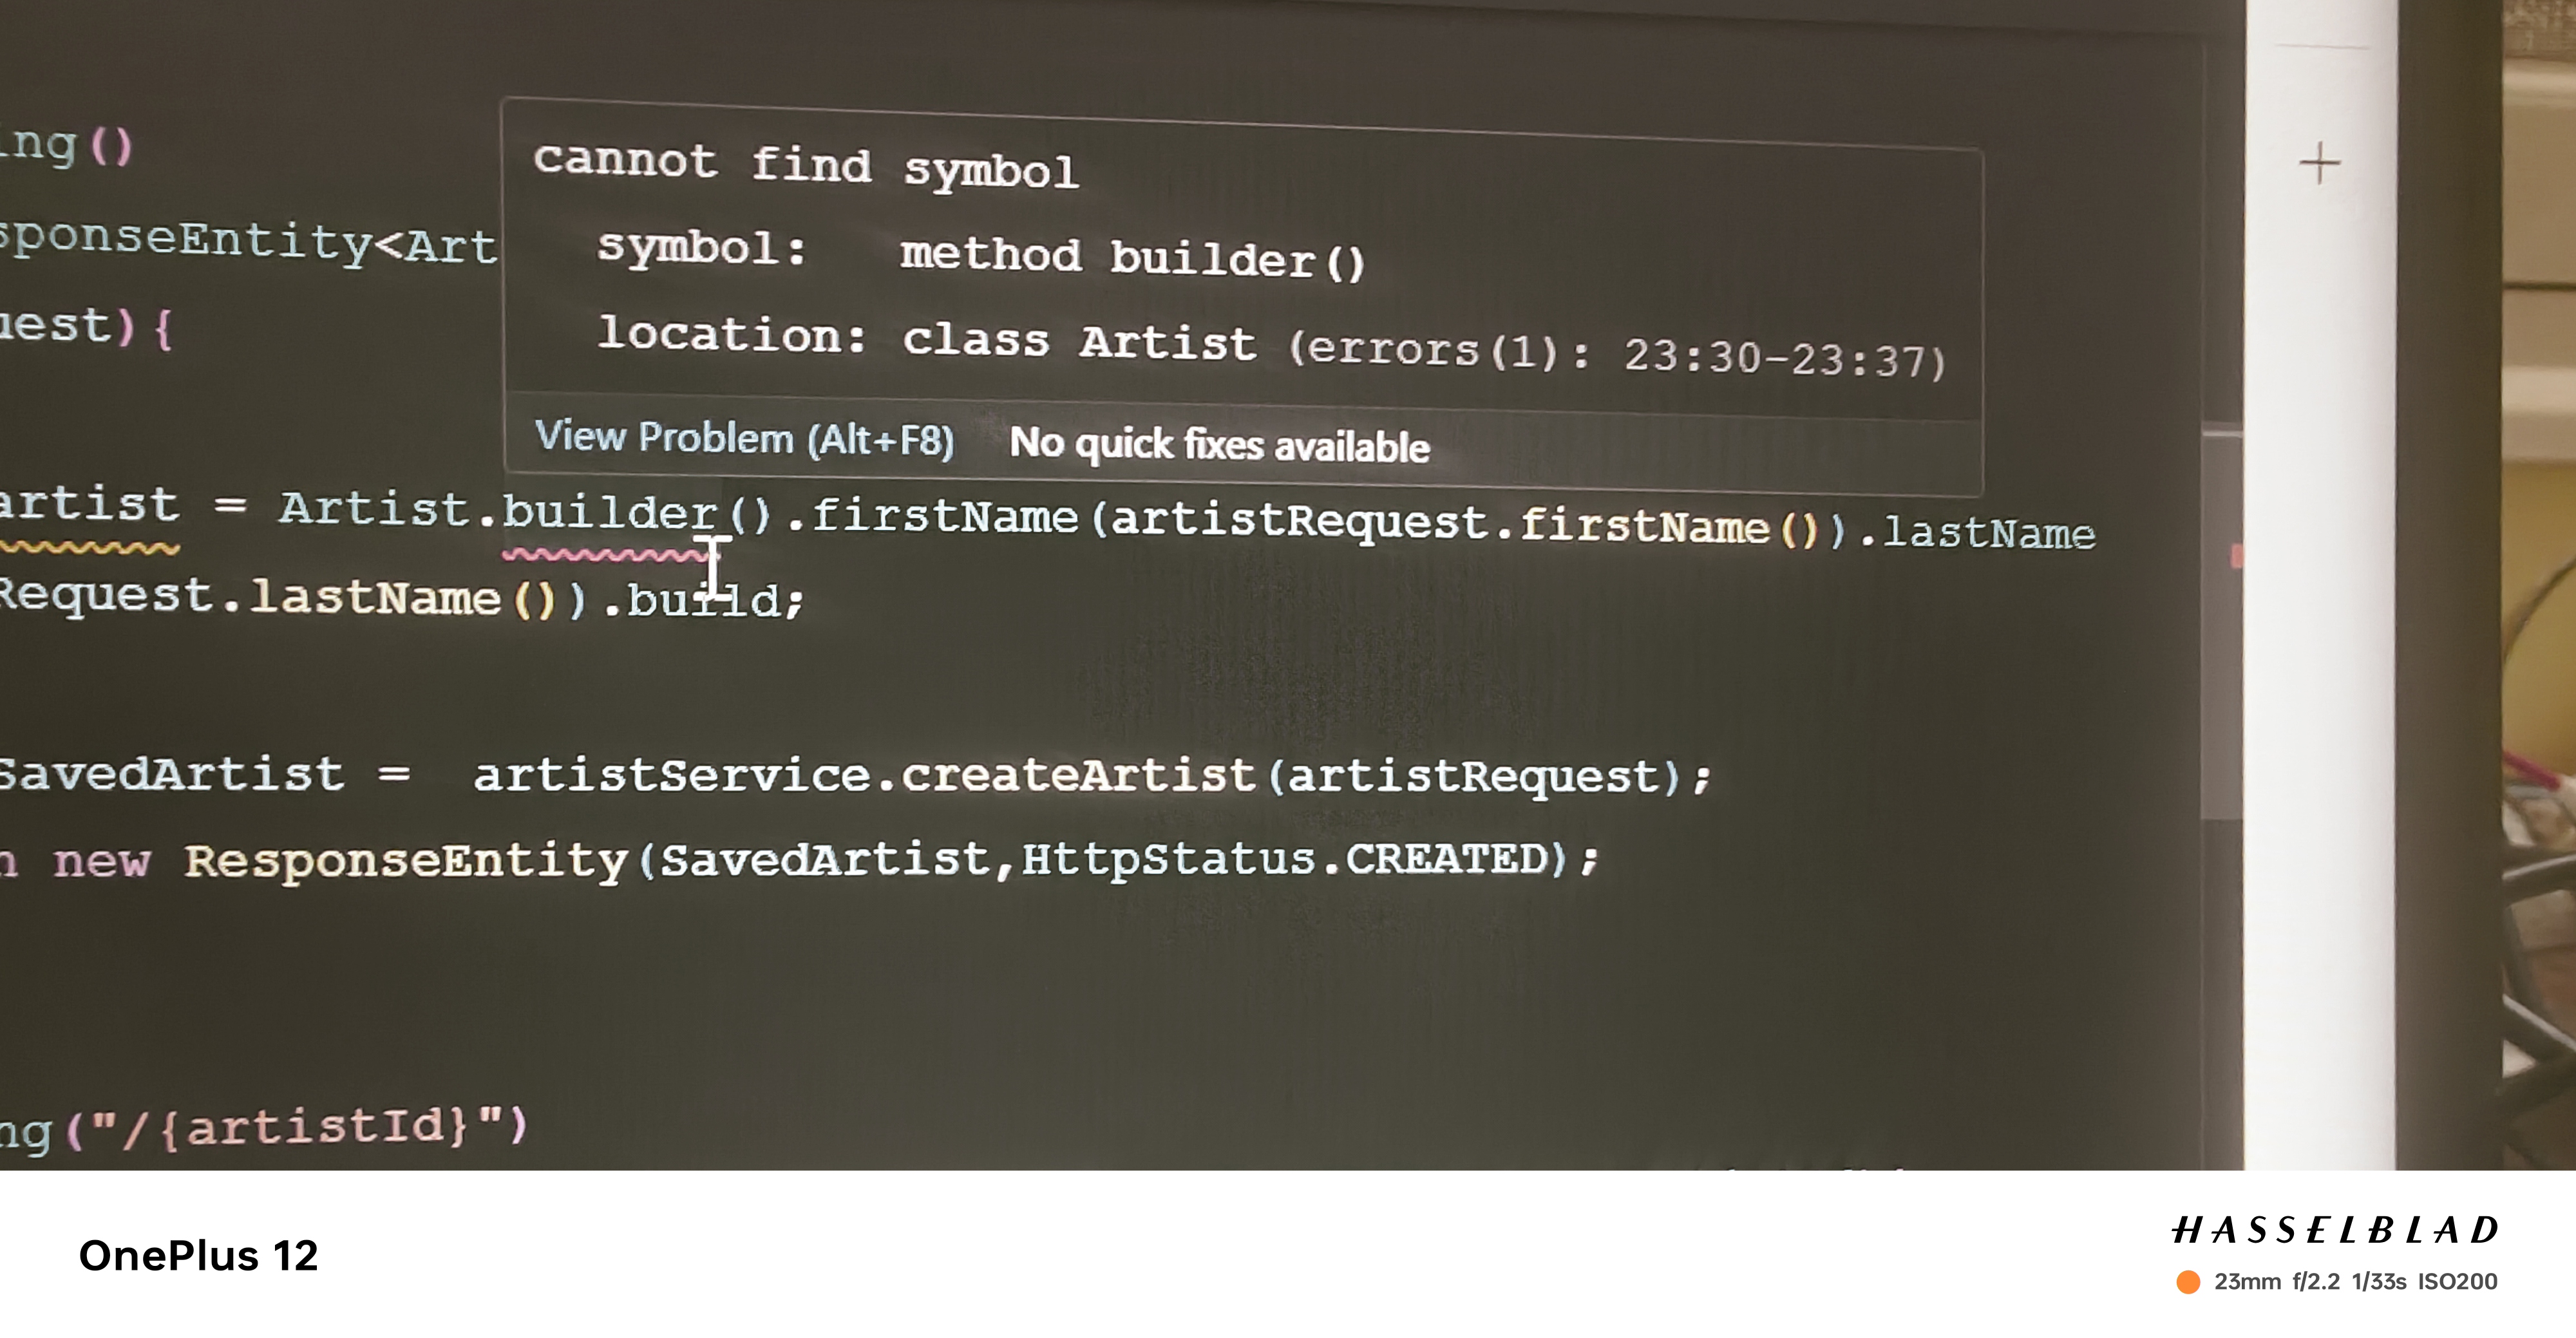 ing()
sponseEntity<Art
uest){
cannot find symbol
symbol: method builder()
location: class Artist (errors(1): 23:30-23:37)
View Problem (Alt+F8) No quick fixes available
artist = Artist.builder().firstName(artistRequest.firstName()).lastName
Request.lastName()).build;
SavedArtist = artistService.createArtist(artistRequest);
n new ResponseEntity(SavedArtist,HttpStatus.CREATED);
ng("/{artistId}")
OnePlus 12
HASSELBLAD
23mm f/2.2 1/33s ISO200